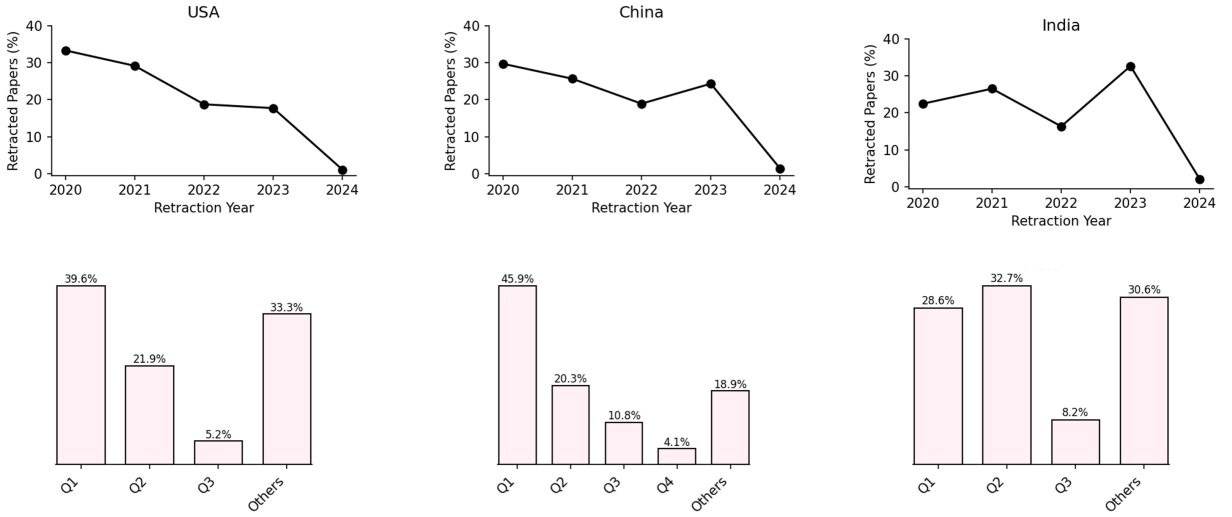 USA
40
30
20
10
0
Retracted Papers (%)
2020 2021 2022 2023 2024
Retraction Year
China
40
30
20
10
0
Retracted Papers (%)
2020 2021 2022 2023 2024
Retraction Year
India
40
30
20
10
0
Retracted Papers (%)
2020 2021 2022 2023 2024
Retraction Year
39.6%
21.9%
5.2%
33.3%
Q1 Q2 Q3 Others
45.9%
20.3%
10.8%
4.1%
18.9%
Q1 Q2 Q3 Q4 Others
28.6%
32.7%
8.2%
30.6%
Q1 Q2 Q3 Others